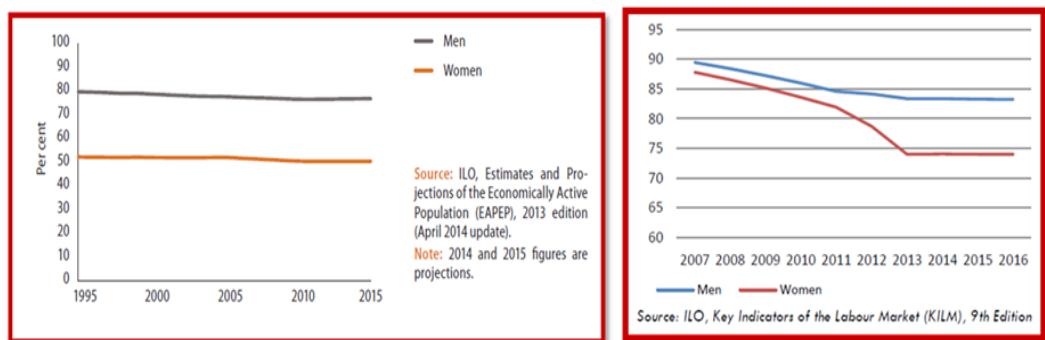 100
90
80
70
60
50
40
30
20
10
0
Per cent
1995 2000 2005 2010 2015
Men
Women
Source: ILO, Estimates and Pro-
jections of the Economically Active
Population (EAPEP), 2013 edition
(April 2014 update).
Note: 2014 and 2015 figures are
projections.
95
90
85
80
75
70
65
60
2007 2008 2009 2010 2011 2012 2013 2014 2015 2016
Men Women
Source: ILO, Key Indicators of the Labour Market (KILM), 9th Edition